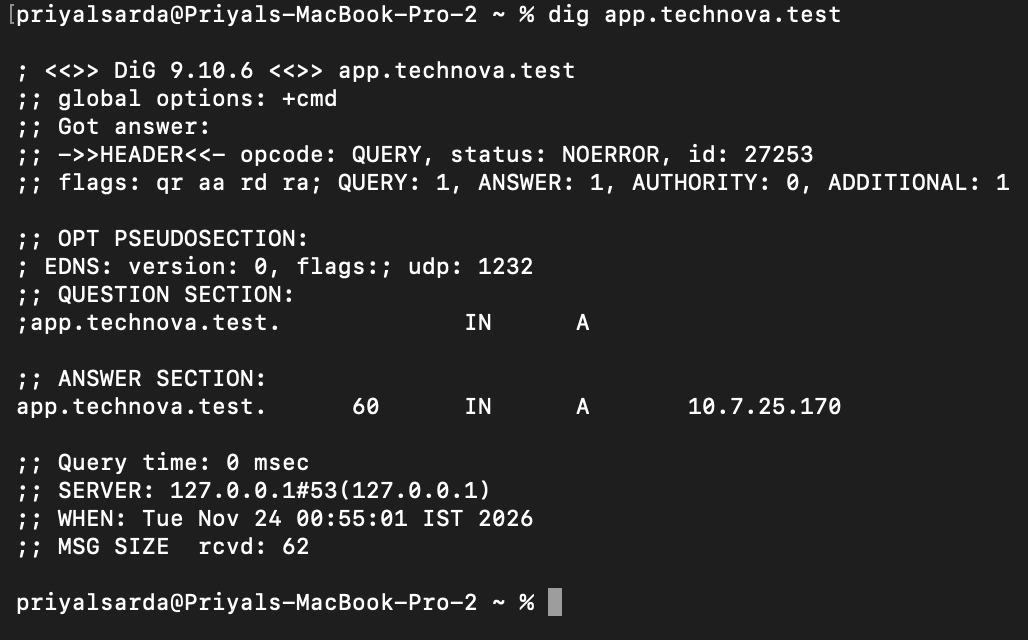 [priyalsarda@Priyals-MacBook-Pro-2 ~ % dig app.technova.test
; <<>> DiG 9.10.6 <<>> app.technova.test
;; global options: +cmd
;; Got answer:
;; ->>HEADER<<- opcode: QUERY, status: NOERROR, id: 27253
;; flags: qr aa rd ra; QUERY: 1, ANSWER: 1, AUTHORITY: 0, ADDITIONAL: 1
;; OPT PSEUDOSECTION:
; EDNS: version: 0, flags:; udp: 1232
;; QUESTION SECTION:
;app.technova.test. IN A
;; ANSWER SECTION:
app.technova.test. 60 IN A 10.7.25.170
;; Query time: 0 msec
;; SERVER: 127.0.0.1#53(127.0.0.1)
;; WHEN: Tue Nov 24 00:55:01 IST 2026
;; MSG SIZE rcvd: 62
priyalsarda@Priyals-MacBook-Pro-2 ~ %